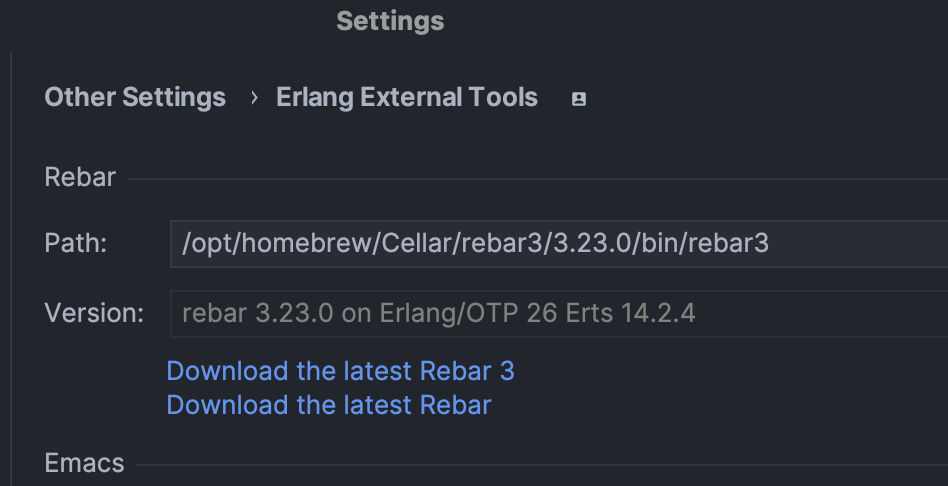 Settings
Other Settings › Erlang External Tools
Rebar
Path: /opt/homebrew/Cellar/rebar3/3.23.0/bin/rebar3
Version: rebar 3.23.0 on Erlang/OTP 26 Erts 14.2.4
Download the latest Rebar 3
Download the latest Rebar
Emacs